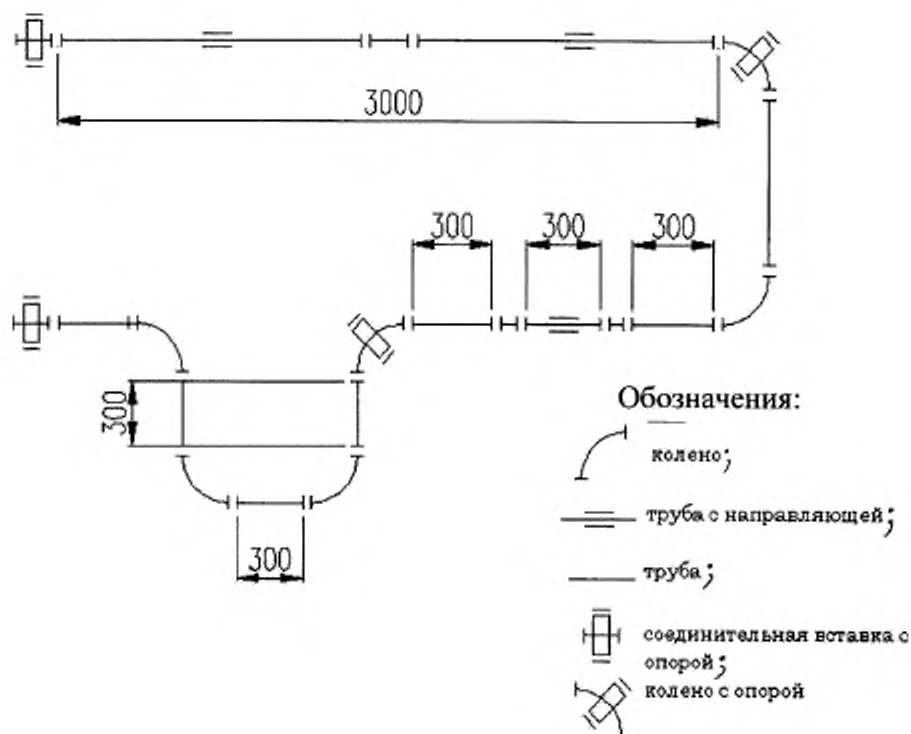 3000
300
300
300
300
300
Обозначения:
колено;
труба с направляющей;
труба;
соединительная вставка с
опорой;
колено с опорой